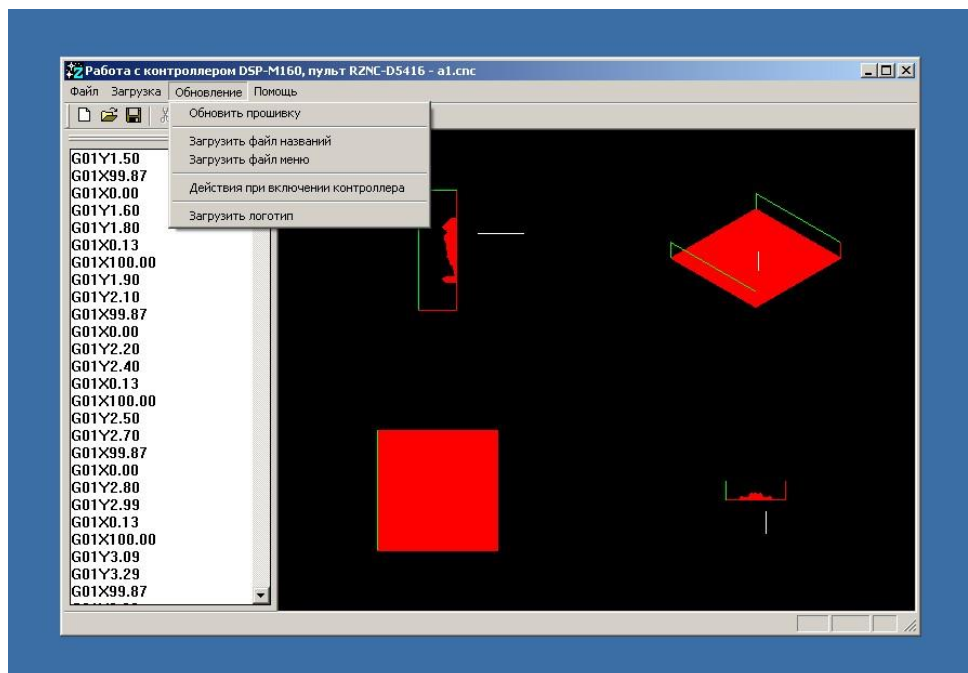 Работа с контроллером DSP-M160, пульт RZNC-D5416 - a1.cnc
Файл Загрузка Обновление Помощь
Обновить прошивку
Загрузить файл названий
Загрузить файл меню
Действия при включении контроллера
Загрузить логотип
G01Y1.50
G01X99.87
G01X0.00
G01Y1.60
G01Y1.80
G01X0.13
G01X100.00
G01Y1.90
G01Y2.10
G01X99.87
G01X0.00
G01Y2.20
G01Y2.40
G01X0.13
G01X100.00
G01Y2.50
G01Y2.70
G01X99.87
G01X0.00
G01Y2.80
G01Y2.99
G01X0.13
G01X100.00
G01Y3.09
G01Y3.29
G01X99.87